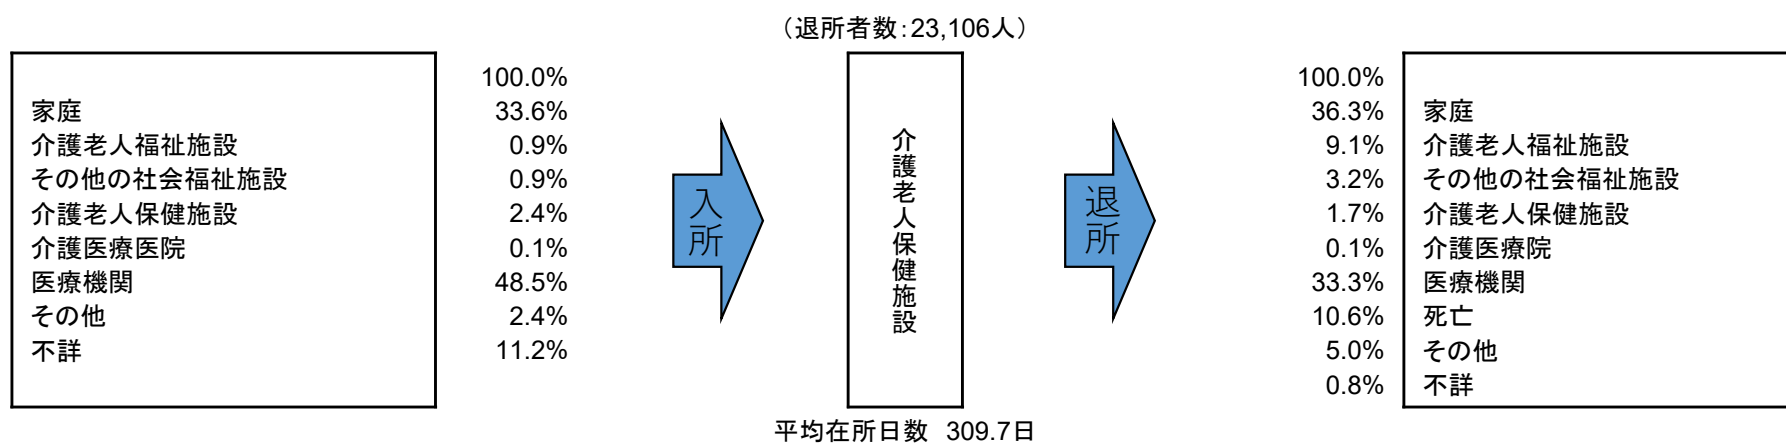 （退所者数：23,106人）
100.0%
家庭 33.6%
介護老人福祉施設 0.9%
その他の社会福祉施設 0.9%
介護老人保健施設 2.4%
介護医療医院 0.1%
医療機関 48.5%
その他 2.4%
不詳 11.2%
入所
介護老人保健施設
退所
100.0%
36.3% 家庭
9.1% 介護老人福祉施設
3.2% その他の社会福祉施設
1.7% 介護老人保健施設
0.1% 介護医療院
33.3% 医療機関
10.6% 死亡
5.0% その他
0.8% 不詳
平均在所日数 309.7日